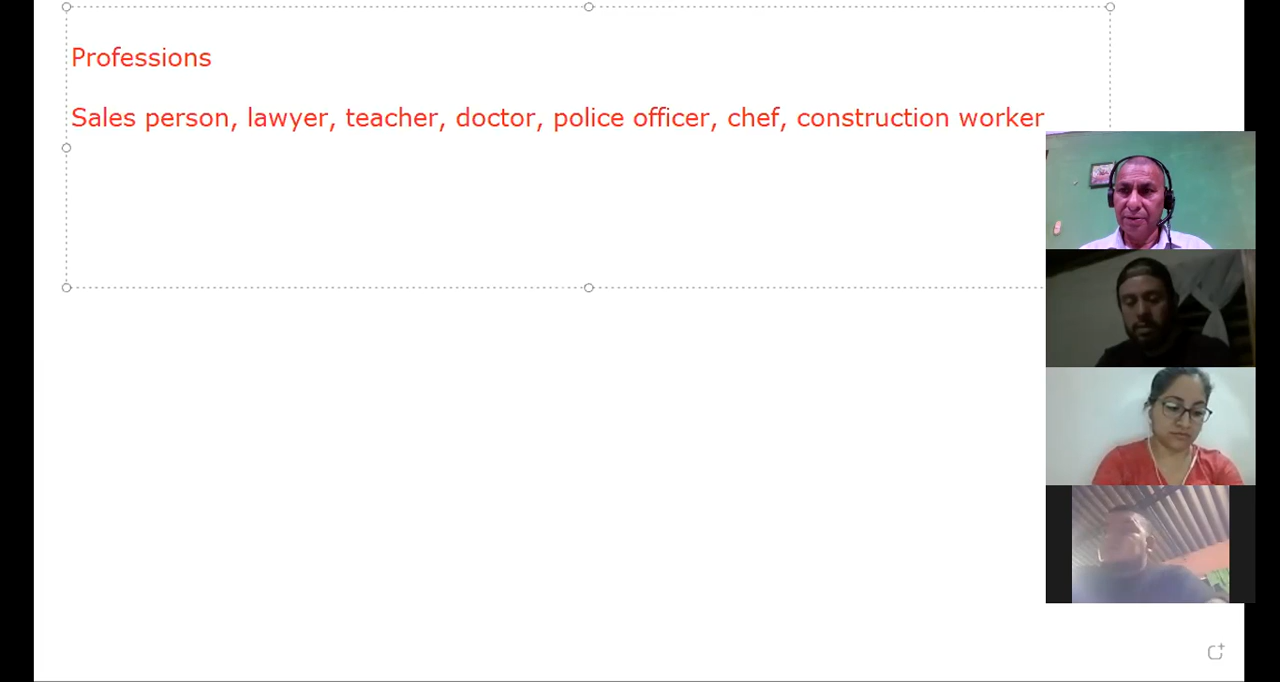 Professions
Sales person, lawyer, teacher, doctor, police officer, chef, construction worker